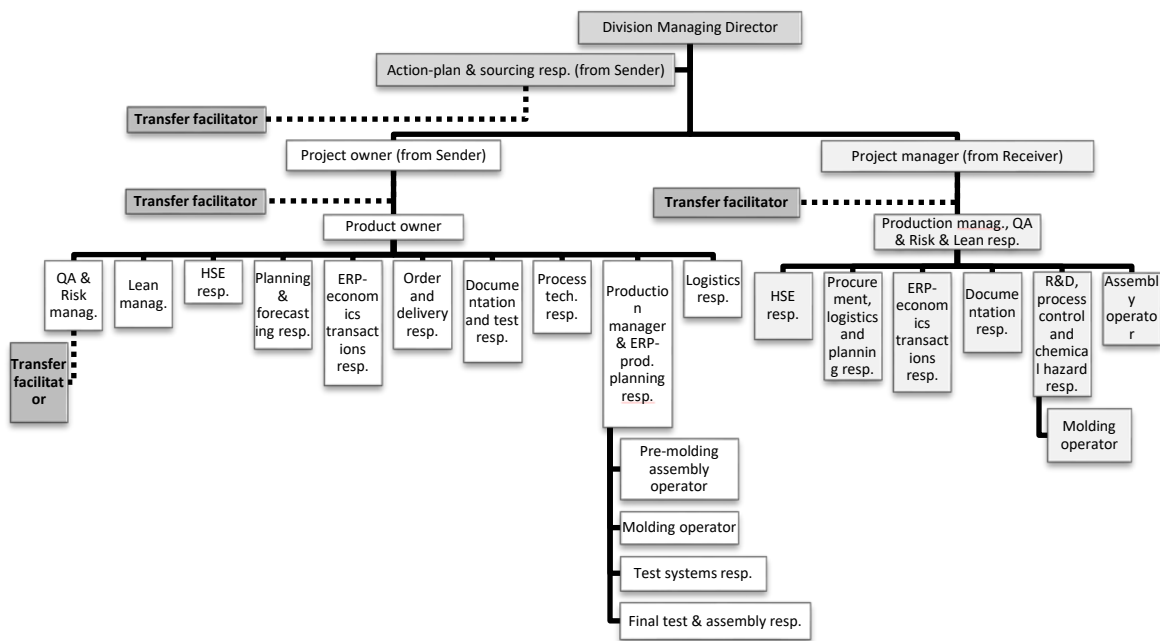 Division Managing Director
Action-plan & sourcing resp. (from Sender)
Transfer facilitator
Project owner (from Sender)
Project manager (from Receiver)
Transfer facilitator
Transfer facilitator
Product owner
Production manag., QA
& Risk & Lean resp.
QA &
Risk
manag.
Lean
manag.
HSE
resp.
Planning
&
forecast
ing resp.
ERP-
econom
ics
transact
ions
resp.
Order
and
delivery
resp.
Docume
ntation
and test
resp.
Process
tech.
resp.
Productio
n
manager
& ERP-
prod.
planning
resp.
Logistics
resp.
HSE
resp.
Procure
ment,
logistics
and
plannin
g resp.
ERP-
econom
ics
transact
ions
resp.
Docume
ntation
resp.
R&D,
process
control
and
chemica
l hazard
resp.
Assembl
y
operato
r
Transfer
facilitat
or
Molding
operator
Pre-molding
assembly
operator
Molding operator
Test systems resp.
Final test & assembly resp.